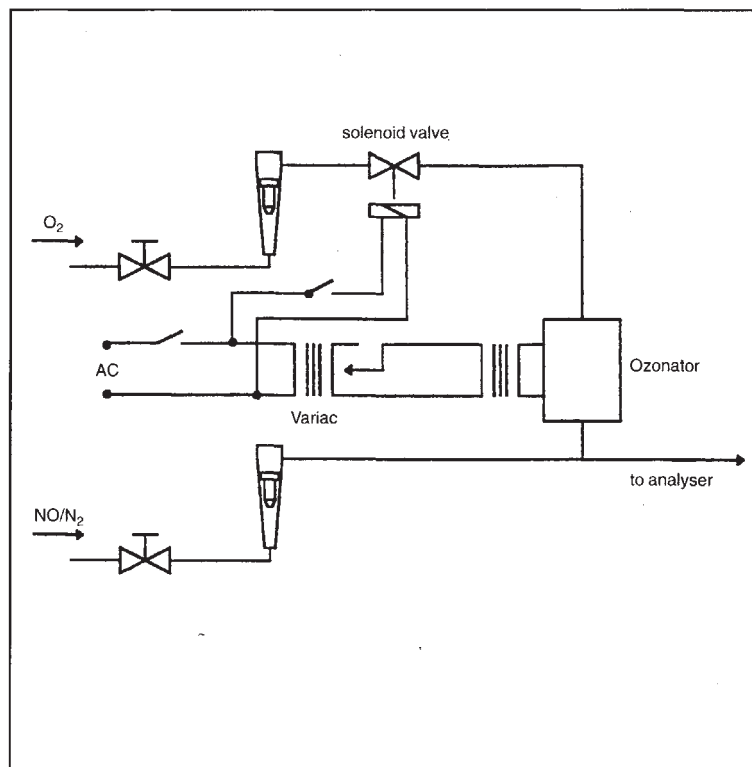 solenoid valve
O₂
AC
Ozonator
Variac
to analyser
NO/N₂